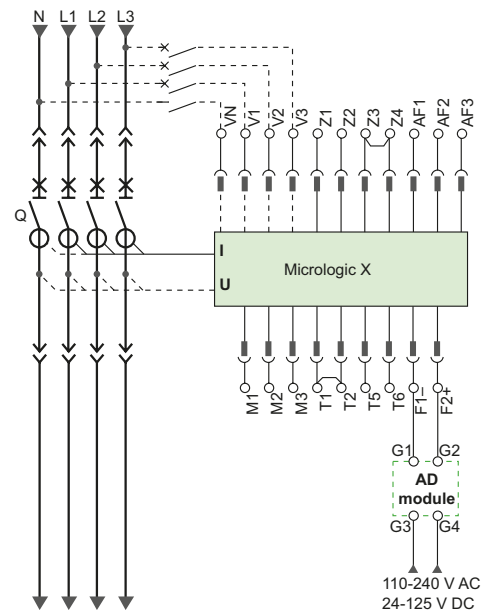 N L1 L2 L3
VN V1 V2 V3 Z1 Z2 Z3 Z4 AF1 AF2 AF3
Q
I
Micrologic X
U
M1 M2 M3 T1 T2 T5 T6 F1– F2+
G1 G2
AD
module
G3 G4
110-240 V AC
24-125 V DC